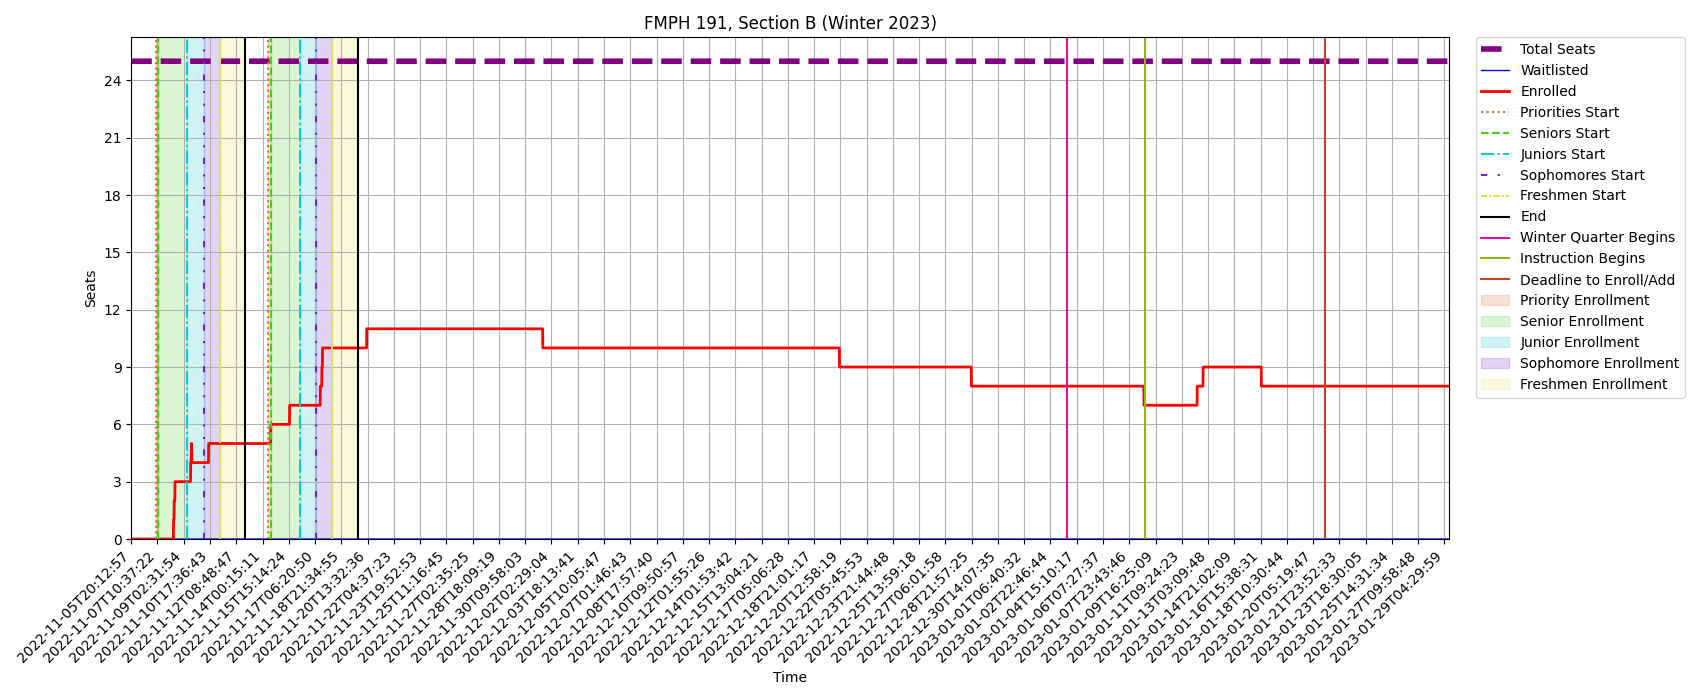 FMPH 191, Section B (Winter 2023)
Seats
24
21
18
15
12
9
6
3
0
2022-11-05T20:12:57
2022-11-07T10:37:22
2022-11-09T02:31:54
2022-11-10T17:36:43
2022-11-12T08:48:47
2022-11-14T00:15:11
2022-11-15T15:14:24
2022-11-17T06:20:50
2022-11-18T21:34:55
2022-11-20T13:32:36
2022-11-22T04:37:23
2022-11-23T19:52:53
2022-11-25T11:16:45
2022-11-27T02:35:25
2022-11-28T18:09:19
2022-11-30T09:58:03
2022-12-02T02:29:04
2022-12-03T18:13:41
2022-12-05T10:05:47
2022-12-07T01:46:43
2022-12-08T17:57:40
2022-12-10T09:50:57
2022-12-12T01:55:26
2022-12-14T01:53:42
2022-12-15T13:04:21
2022-12-17T05:06:28
2022-12-18T21:01:17
2022-12-20T12:58:19
2022-12-22T05:45:53
2022-12-23T21:44:48
2022-12-25T13:59:18
2022-12-27T06:01:58
2022-12-28T21:57:25
2022-12-30T14:07:35
2023-01-01T06:40:32
2023-01-02T22:46:44
2023-01-04T15:10:17
2023-01-06T07:27:37
2023-01-07T23:43:46
2023-01-09T16:25:09
2023-01-11T09:24:23
2023-01-13T03:09:48
2023-01-14T21:02:09
2023-01-16T15:38:31
2023-01-18T10:30:44
2023-01-20T05:19:47
2023-01-21T23:52:33
2023-01-23T18:30:05
2023-01-25T14:31:34
2023-01-27T09:58:48
2023-01-29T04:29:59
Time
Total Seats
Waitlisted
Enrolled
Priorities Start
Seniors Start
Juniors Start
Sophomores Start
Freshmen Start
End
Winter Quarter Begins
Instruction Begins
Deadline to Enroll/Add
Priority Enrollment
Senior Enrollment
Junior Enrollment
Sophomore Enrollment
Freshmen Enrollment